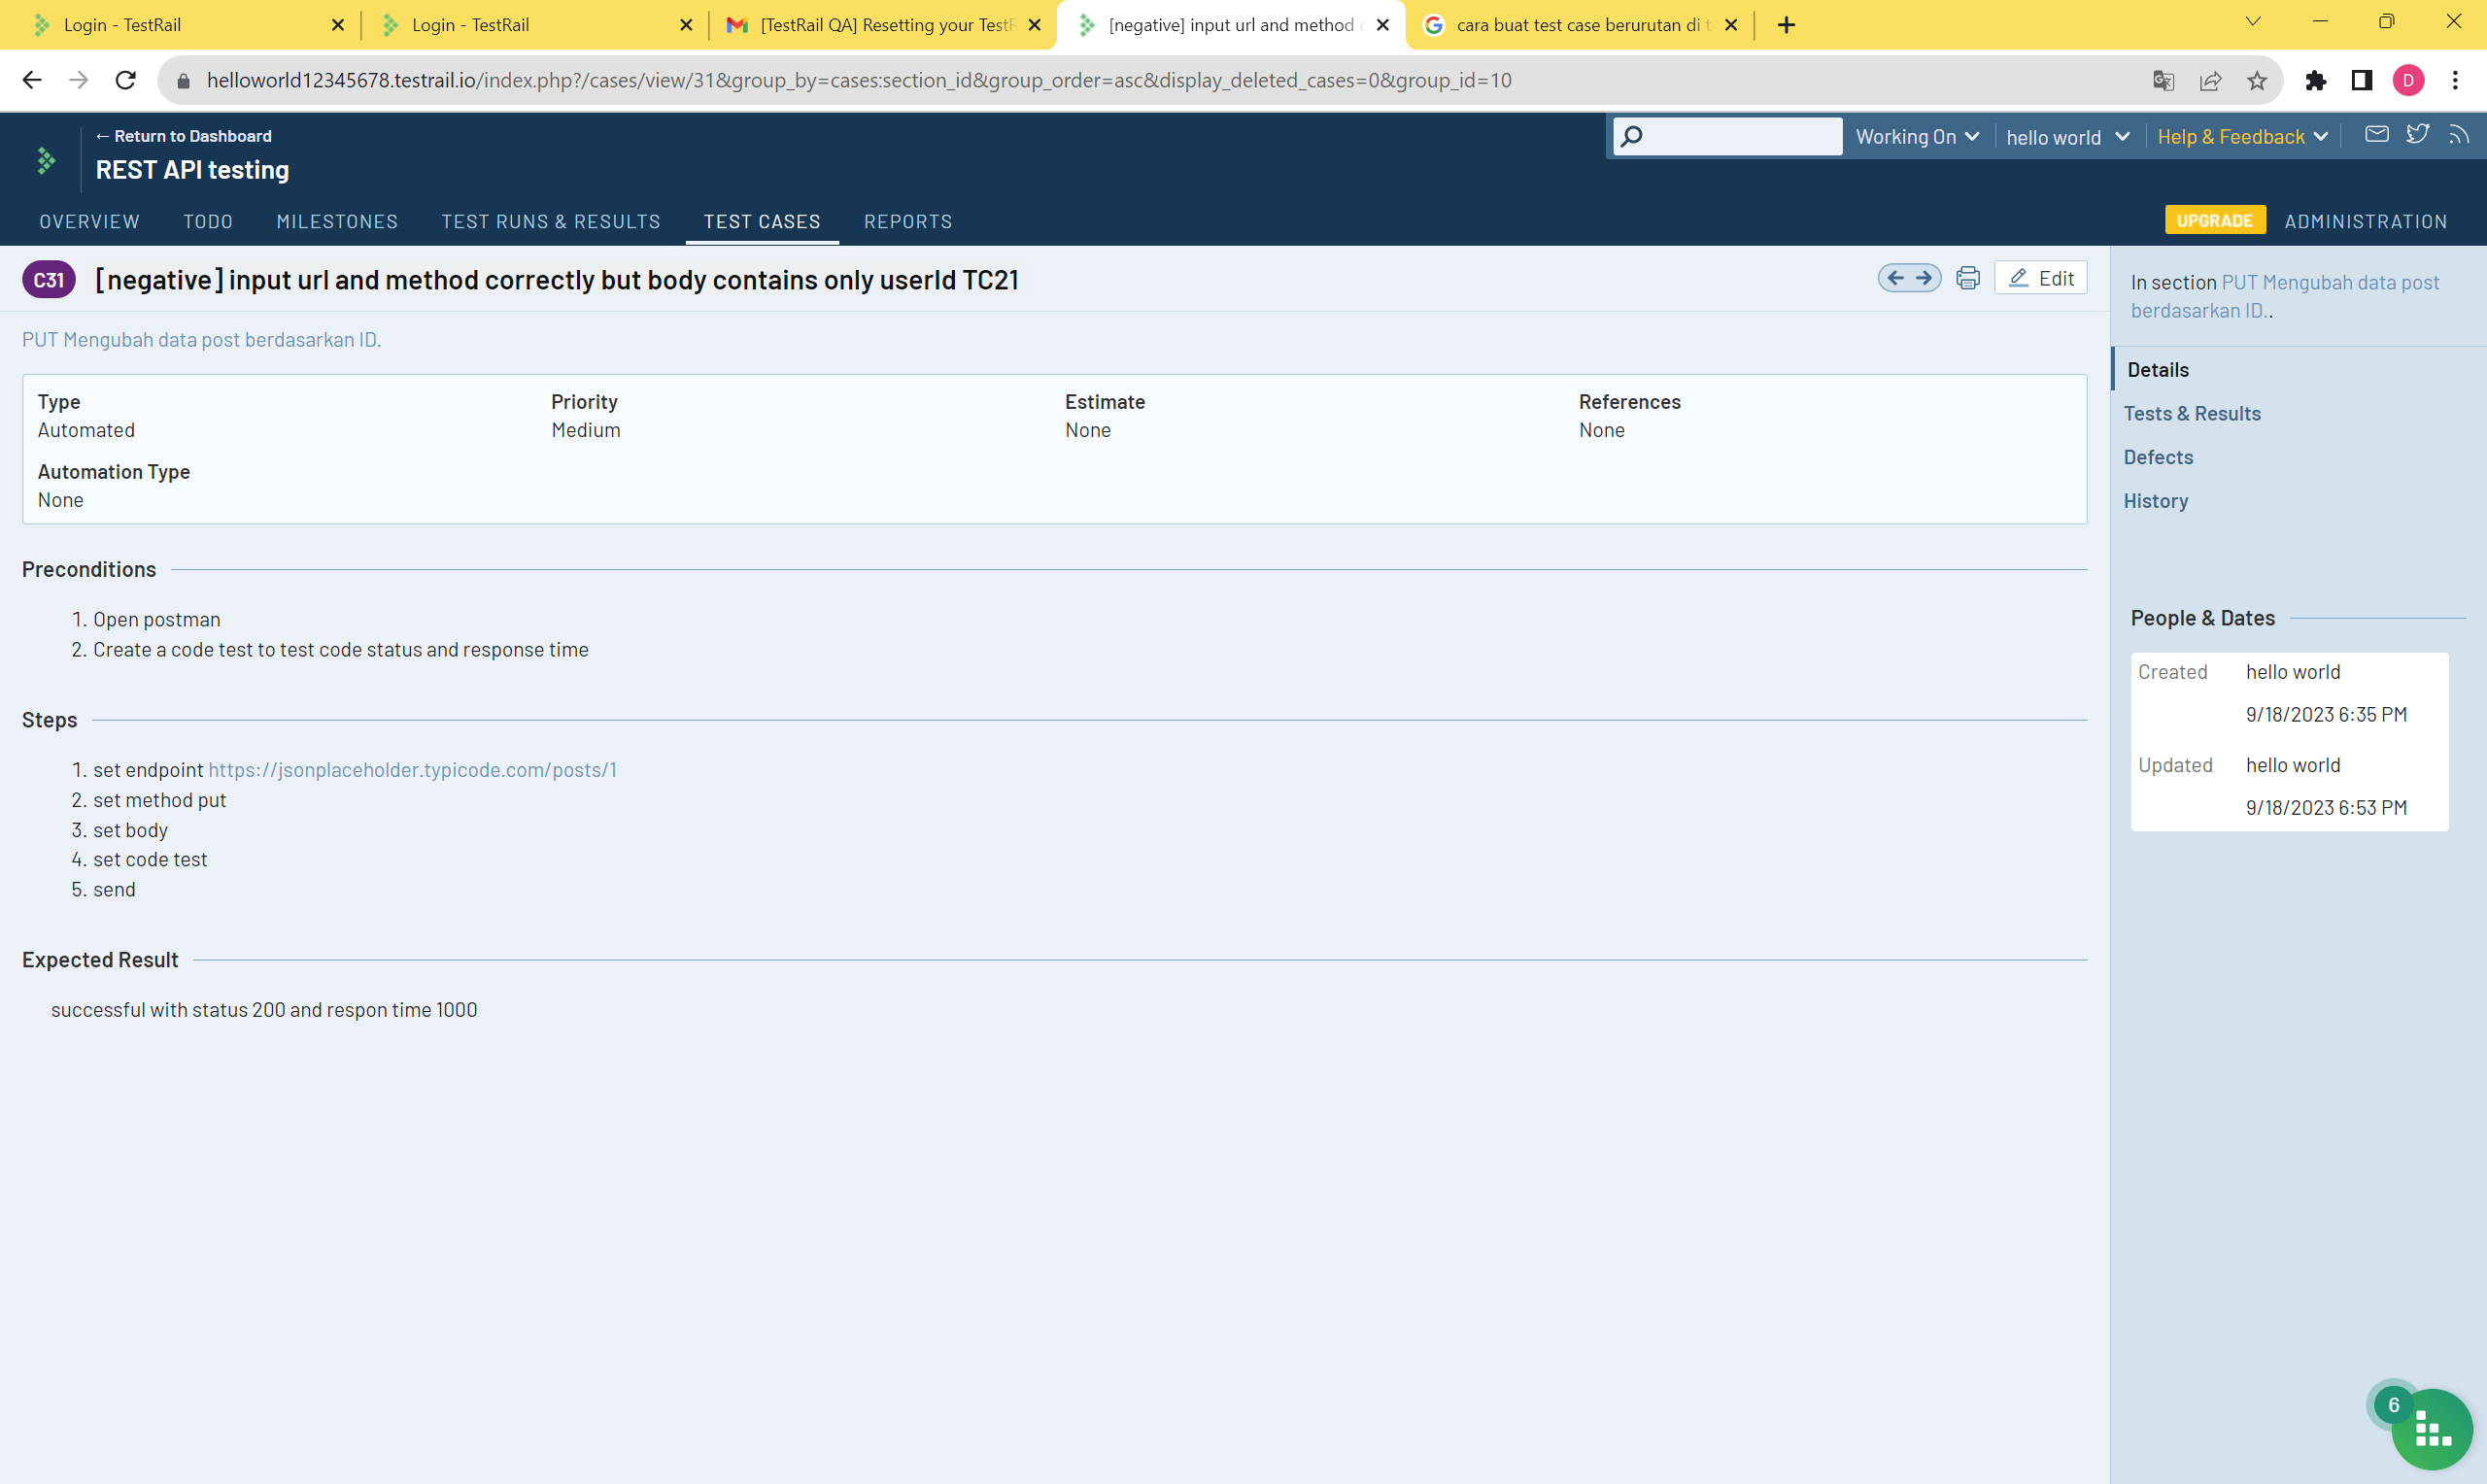 Login - TestRail
Login - TestRail
[TestRail QA] Resetting your Test
[negative] input url and method
cara buat test case berurutan di t
helloworld12345678.testrail.io/index.php?/cases/view/31&group_by=cases:section_id&group_order=asc&display_deleted_cases=0&group_id=10
D
← Return to Dashboard
REST API testing
Working On
hello world
Help & Feedback
OVERVIEW
TODO
MILESTONES
TEST RUNS & RESULTS
TEST CASES
REPORTS
UPGRADE
ADMINISTRATION
C31
[negative] input url and method correctly but body contains only userId TC21
Edit
PUT Mengubah data post berdasarkan ID.
Type
Automated
Priority
Medium
Estimate
None
References
None
Automation Type
None
Preconditions
1. Open postman
2. Create a code test to test code status and response time
Steps
1. set endpoint https://jsonplaceholder.typicode.com/posts/1
2. set method put
3. set body
4. set code test
5. send
Expected Result
successful with status 200 and respon time 1000
In section PUT Mengubah data post
berdasarkan ID..
Details
Tests & Results
Defects
History
People & Dates
Created
hello world
9/18/2023 6:35 PM
Updated
hello world
9/18/2023 6:53 PM
6